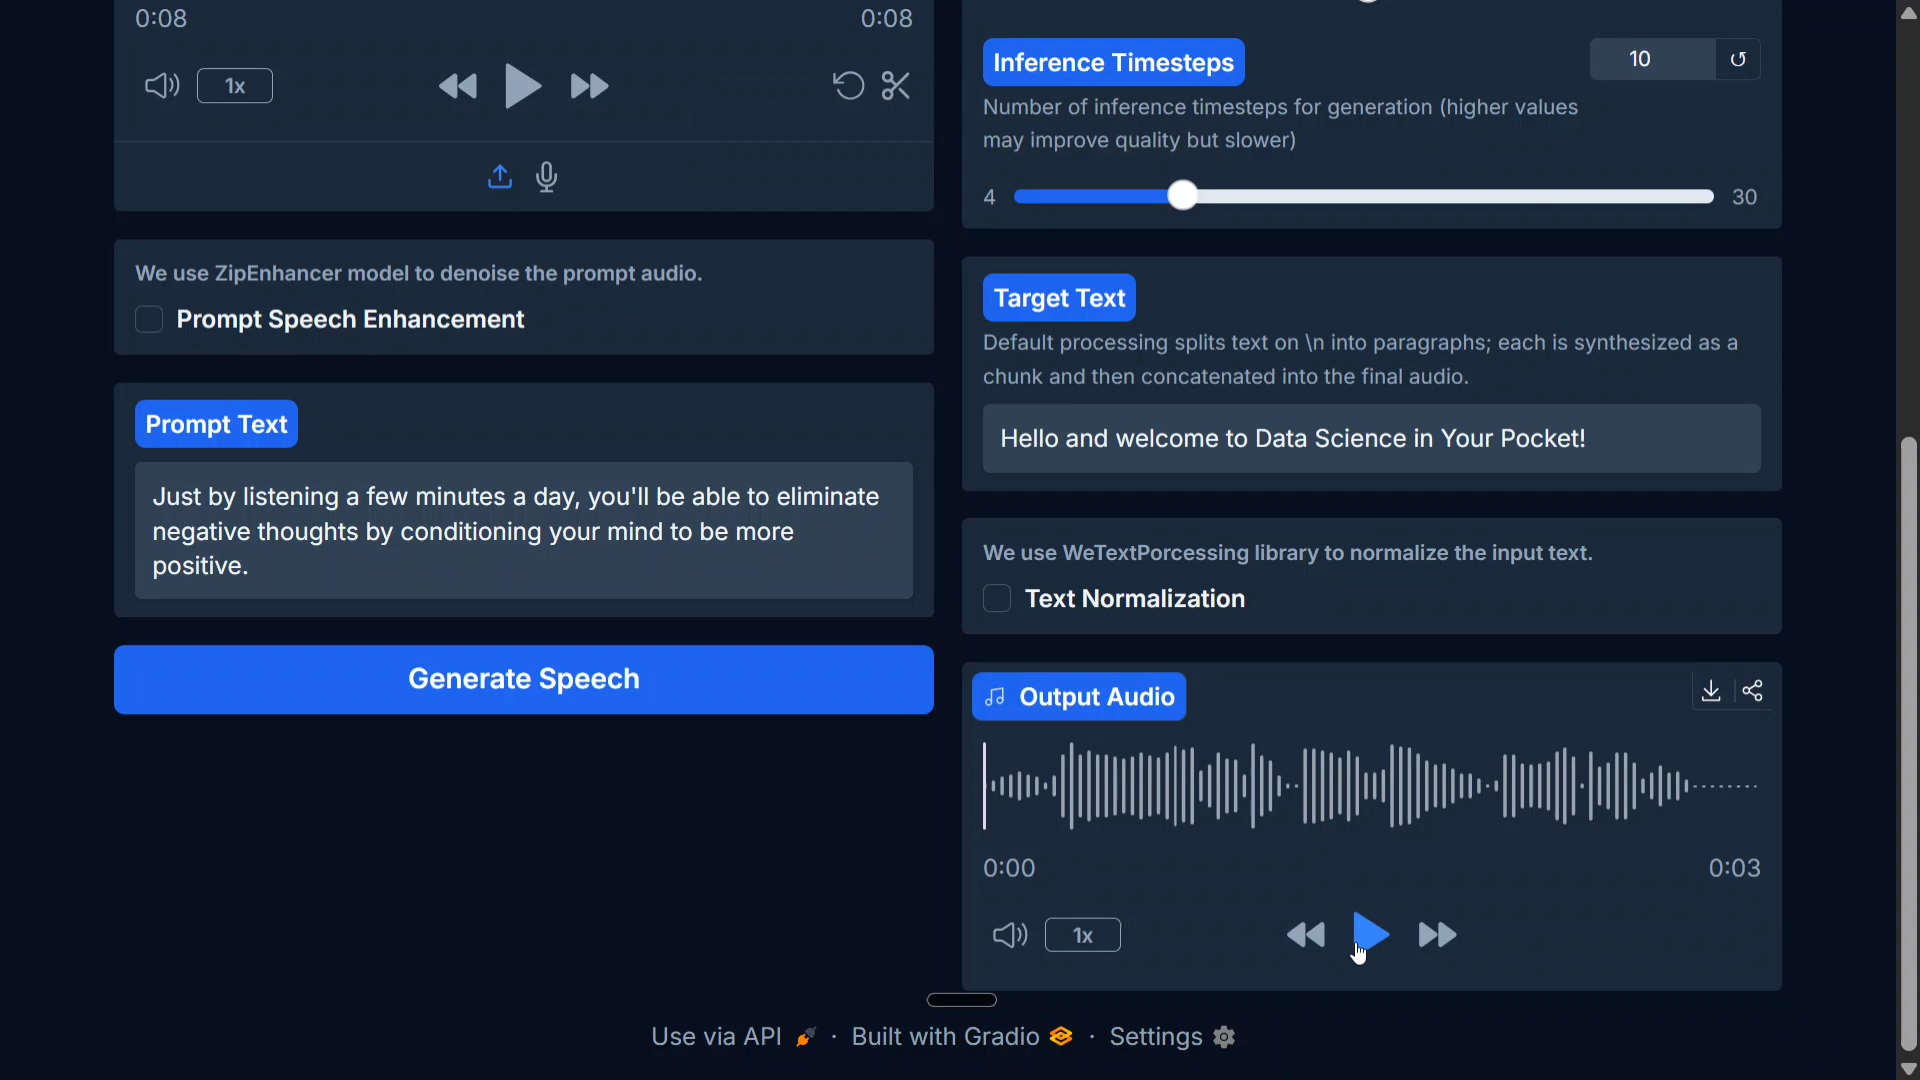 0:08
0:08
1x
We use ZipEnhancer model to denoise the prompt audio.
Prompt Speech Enhancement
Prompt Text
Just by listening a few minutes a day, you'll be able to eliminate
negative thoughts by conditioning your mind to be more
positive.
Generate Speech
Inference Timesteps
10
Number of inference timesteps for generation (higher values
may improve quality but slower)
4
30
Target Text
Default processing splits text on \n into paragraphs; each is synthesized as a
chunk and then concatenated into the final audio.
Hello and welcome to Data Science in Your Pocket!
We use WeTextPorcessing library to normalize the input text.
Text Normalization
Output Audio
0:00
0:03
1x
Use via API · Built with Gradio · Settings